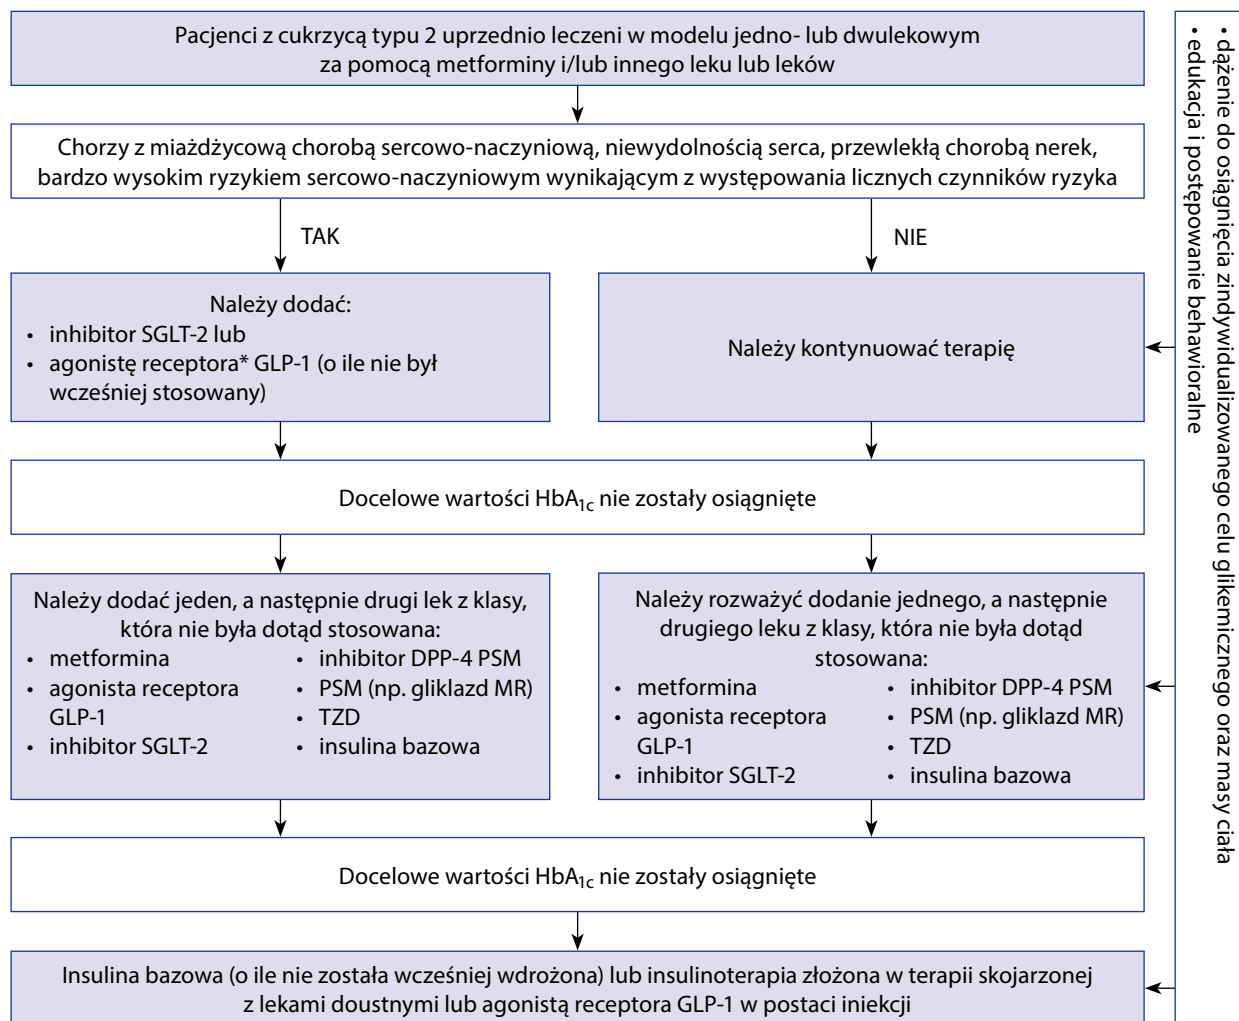 Pacjenci z cukrzycą typu 2 uprzednio leczeni w modelu jedno- lub dwulekowym
za pomocą metforminy i/lub innego leku lub leków
Chorzy z miażdżycową chorobą sercowo-naczyniową, niewydolnością serca, przewlekłą chorobą nerek,
bardzo wysokim ryzykiem sercowo-naczyniowym wynikającym z występowania licznych czynników ryzyka
TAK
NIE
Należy dodać:
• inhibitor SGLT-2 lub
• agonistę receptora* GLP-1 (o ile nie był
wcześniej stosowany)
Należy kontynuować terapię
Docelowe wartości HbA1c nie zostały osiągnięte
Należy dodać jeden, a następnie drugi lek z klasy,
która nie była dotąd stosowana:
• metformina
• agonista receptora
GLP-1
• inhibitor SGLT-2
• inhibitor DPP-4 PSM
• PSM (np. gliklazd MR)
• TZD
• insulina bazowa
Należy rozważyć dodanie jednego, a następnie
drugiego leku z klasy, która nie była dotąd
stosowana:
• metformina
• agonista receptora
GLP-1
• inhibitor SGLT-2
• inhibitor DPP-4 PSM
• PSM (np. gliklazd MR)
• TZD
• insulina bazowa
Docelowe wartości HbA1c nie zostały osiągnięte
Insulina bazowa (o ile nie została wcześniej wdrożona) lub insulinoterapia złożona w terapii skojarzonej
z lekami doustnymi lub agonistą receptora GLP-1 w postaci iniekcji
• dążenie do osiągnięcia zindywidualizowanego celu glikemicznego oraz masy ciała
• edukacja i postępowanie behawioralne